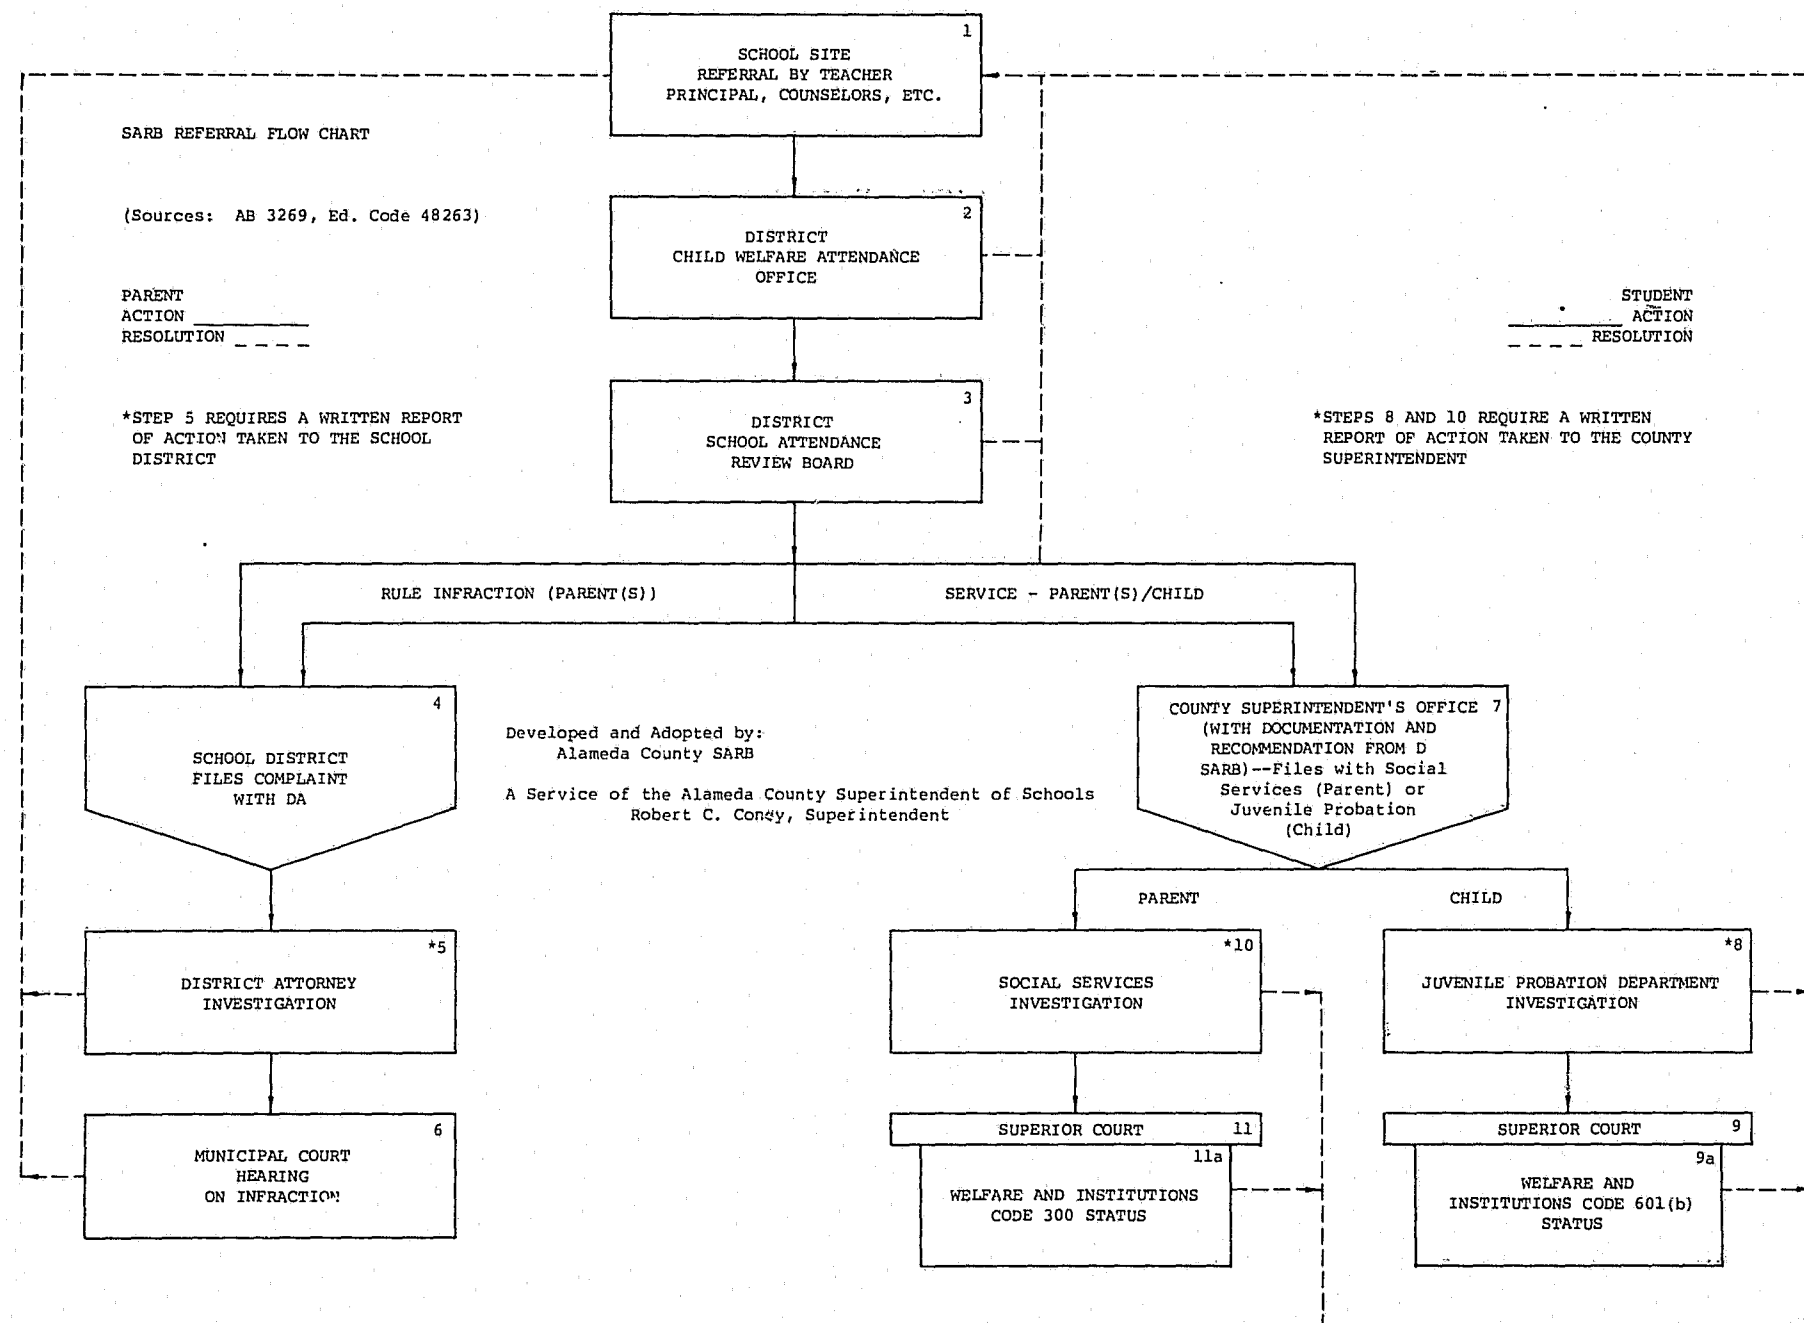 1
SCHOOL SITE
REFERRAL BY TEACHER
PRINCIPAL, COUNSELORS, ETC.
SARB REFERRAL FLOW CHART
(Sources: AB 3269, Ed. Code 48263)
2
DISTRICT
CHILD WELFARE ATTENDANCE
OFFICE
PARENT
ACTION
RESOLUTION
STUDENT
ACTION
RESOLUTION
3
DISTRICT
SCHOOL ATTENDANCE
REVIEW BOARD
*STEP 5 REQUIRES A WRITTEN REPORT
OF ACTION TAKEN TO THE SCHOOL
DISTRICT
*STEPS 8 AND 10 REQUIRE A WRITTEN
REPORT OF ACTION TAKEN TO THE COUNTY
SUPERINTENDENT
RULE INFRACTION (PARENT(S))
SERVICE - PARENT(S)/CHILD
4
SCHOOL DISTRICT
FILES COMPLAINT
WITH DA
Developed and Adopted by:
Alameda County SARB
A Service of the Alameda County Superintendent of Schools
Robert C. Superintendent
COUNTY SUPERINTENDENT'S OFFICE 7
(WITH DOCUMENTATION AND
RECOMMENDATION FROM D
SARB)--Files with Social
Services (Parent) or
Juvenile Probation
(Child)
PARENT
CHILD
*5
DISTRICT ATTORNEY
INVESTIGATION
*10
SOCIAL SERVICES
INVESTIGATION
*8
JUVENILE PROBATION DEPARTMENT
INVESTIGATION
6
MUNICIPAL COURT
HEARING
ON INFRACTION
SUPERIOR COURT 11
11a
WELFARE AND INSTITUTIONS
CODE 300 STATUS
SUPERIOR COURT 9
9a
WELFARE AND
INSTITUTIONS CODE 601(b)
STATUS